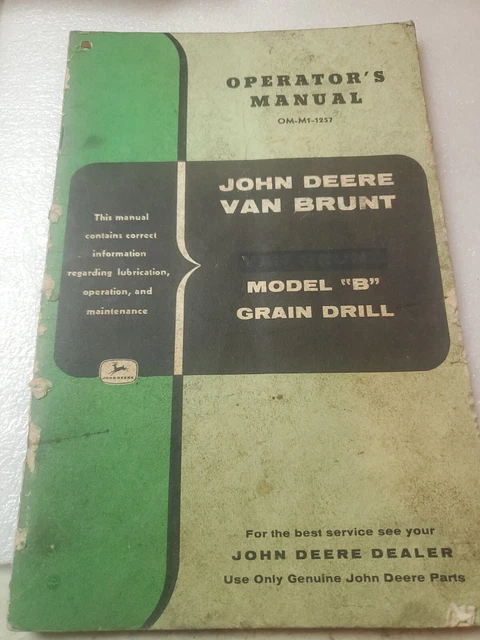 OPERATOR'S
MANUAL
OM-M1-1257
JOHN DEERE
VAN BRUNT
This manual
contains correct
information
regarding lubrication,
operation, and
maintenance
VAN BRUNT
MODEL "B"
GRAIN DRILL
JOHN DEERE
For the best service see your
JOHN DEERE DEALER
Use Only Genuine John Deere Parts